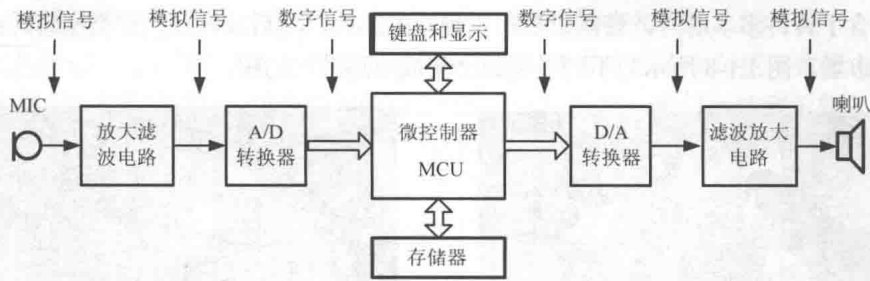 模拟信号
模拟信号
数字信号
键盘和显示
数字信号
模拟信号
模拟信号
MIC
放大滤
波电路
A/D
转换器
微控制器
MCU
D/A
转换器
滤波放大
电路
喇叭
存储器